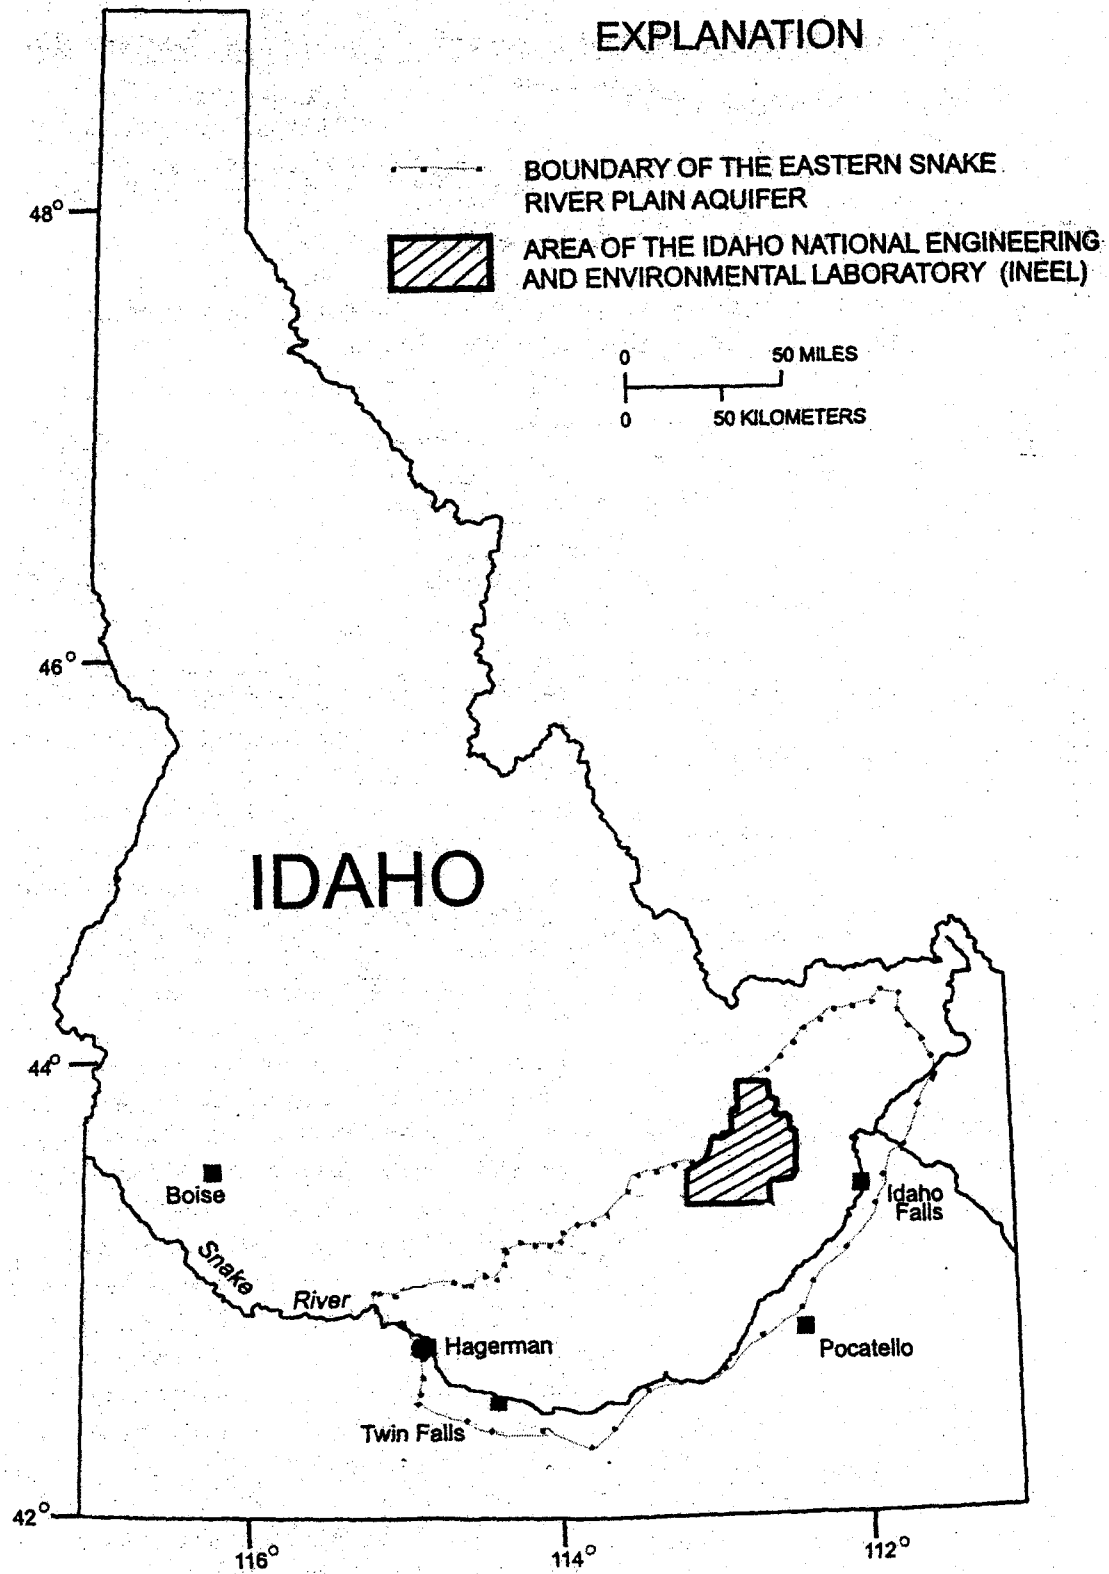 EXPLANATION
BOUNDARY OF THE EASTERN SNAKE
RIVER PLAIN AQUIFER
AREA OF THE IDAHO NATIONAL ENGINEERING
AND ENVIRONMENTAL LABORATORY (INEEL)
0 50 MILES
0 50 KILOMETERS
48°
46°
IDAHO
44°
Boise
Idaho
Falls
Snake
River
Hagerman
Pocatello
Twin Falls
42°
116°
114°
112°